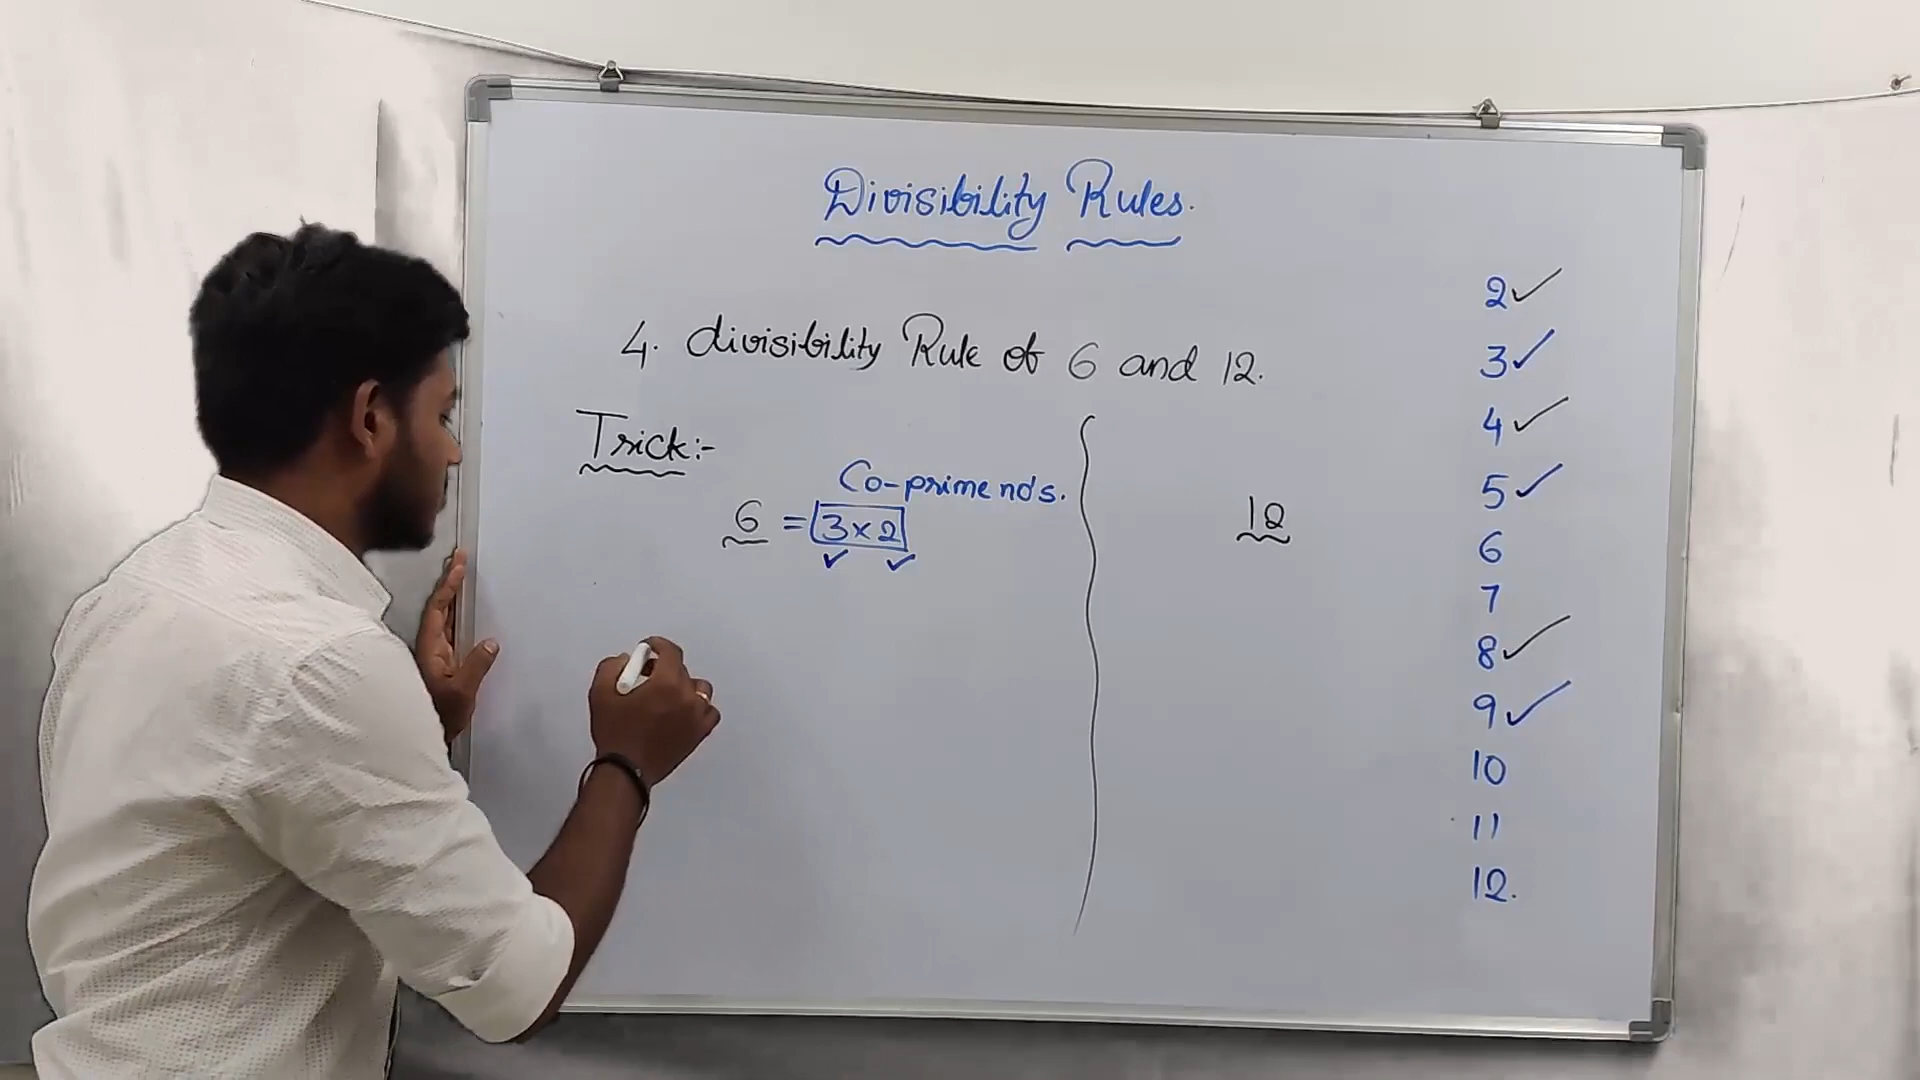 Divisibility Rules.
4. divisibility Rule of 6 and 12.
Trick:-
Co-prime nds.
6 = 3×2
✓ ✓
12
2✓
3✓
4✓
5✓
6
7
8✓
9✓
10
11
12.